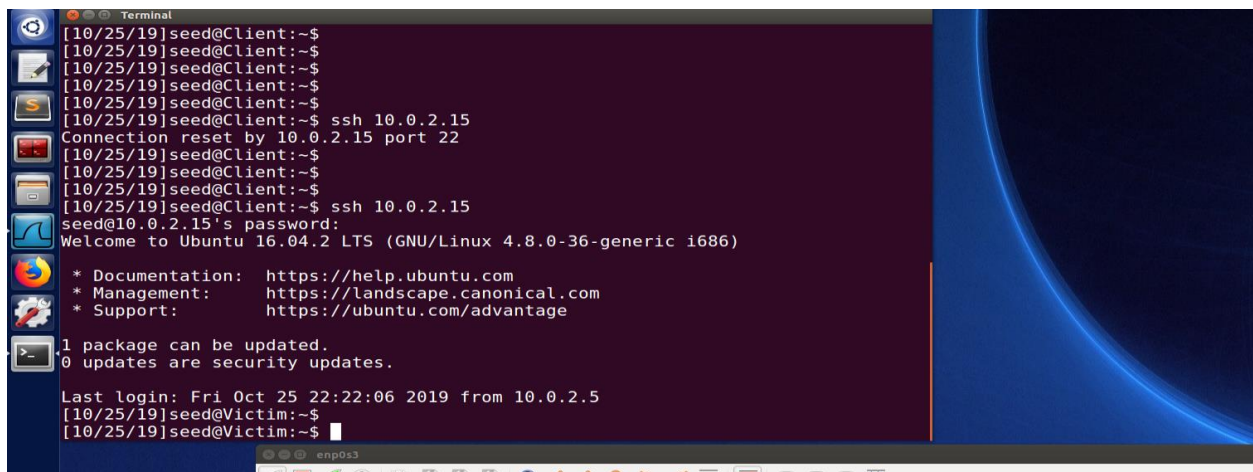 Terminal
[10/25/19]seed@Client:~$
[10/25/19]seed@Client:~$
[10/25/19]seed@Client:~$
[10/25/19]seed@Client:~$
[10/25/19]seed@Client:~$
[10/25/19]seed@Client:~$ ssh 10.0.2.15
Connection reset by 10.0.2.15 port 22
[10/25/19]seed@Client:~$
[10/25/19]seed@Client:~$
[10/25/19]seed@Client:~$
[10/25/19]seed@Client:~$ ssh 10.0.2.15
seed@10.0.2.15's password:
Welcome to Ubuntu 16.04.2 LTS (GNU/Linux 4.8.0-36-generic i686)
* Documentation:  https://help.ubuntu.com
* Management:     https://landscape.canonical.com
* Support:        https://ubuntu.com/advantage
1 package can be updated.
0 updates are security updates.
Last login: Fri Oct 25 22:22:06 2019 from 10.0.2.5
[10/25/19]seed@Victim:~$
[10/25/19]seed@Victim:~$
enp0s3